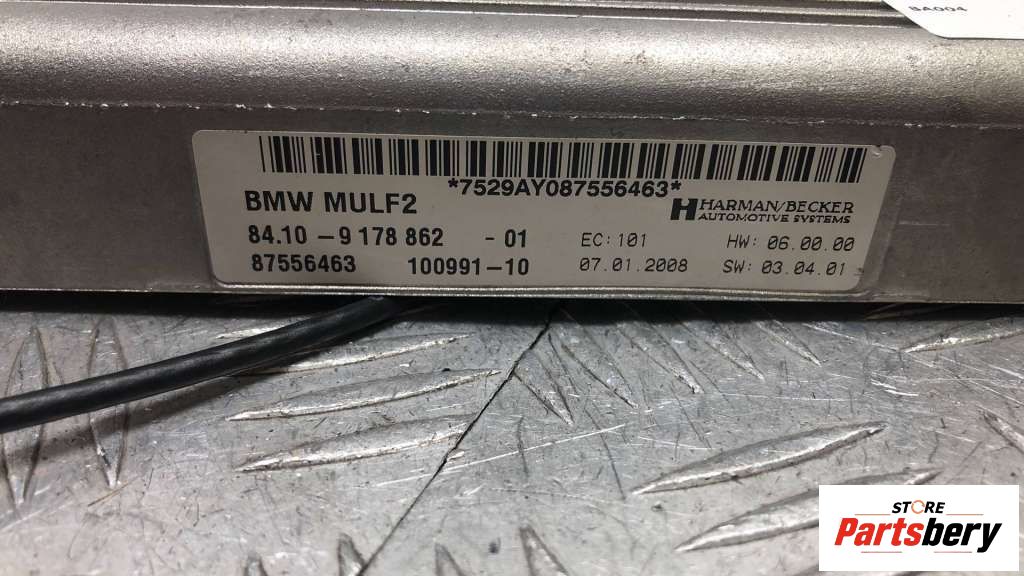 BA004
*7529AY087556463*
BMW MULF2
HARMAN/BECKER
AUTOMOTIVE SYSTEMS
84.10 - 9 178 862 - 01 EC: 101 HW: 06.00.00
87556463 100991-10 07.01.2008 SW: 03.04.01
STORE
Partsbery